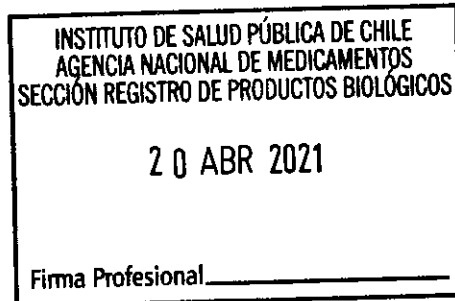 INSTITUTO DE SALUD PÚBLICA DE CHILE
AGENCIA NACIONAL DE MEDICAMENTOS
SECCIÓN REGISTRO DE PRODUCTOS BIOLÓGICOS
20 ABR 2021
Firma Profesional